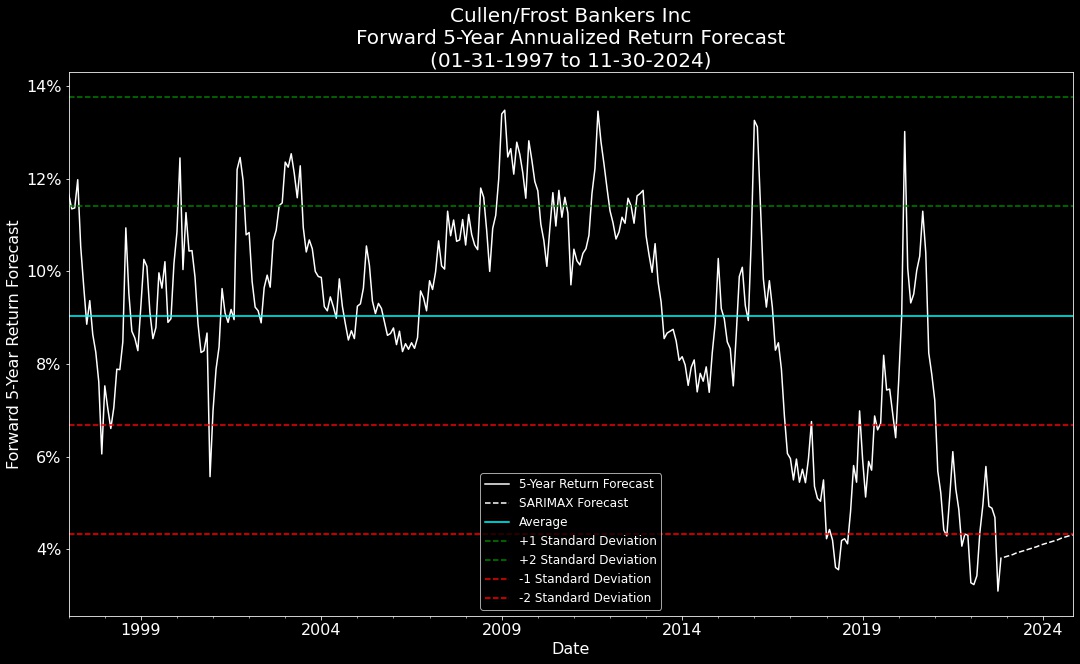 Cullen/Frost Bankers Inc
Forward 5-Year Annualized Return Forecast
(01-31-1997 to 11-30-2024)
Forward 5-Year Return Forecast
14%
12%
10%
8%
6%
4%
5-Year Return Forecast
SARIMAX Forecast
Average
+1 Standard Deviation
+2 Standard Deviation
-1 Standard Deviation
-2 Standard Deviation
1999 2004 2009 2014 2019 2024
Date